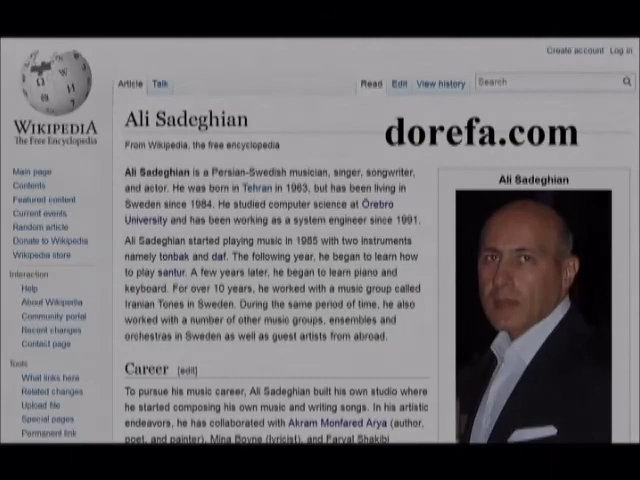 Create account Log in
WIKIPEDIA
The Free Encyclopedia
Article Talk Read Edit View history Search
Ali Sadeghian
From Wikipedia, the free encyclopedia
dorefa.com
Main page
Contents
Featured content
Current events
Random article
Donate to Wikipedia
Wikipedia store
Interaction
Help
About Wikipedia
Community portal
Recent changes
Contact page
Tools
What links here
Related changes
Upload file
Special pages
Permanent link
Ali Sadeghian is a Persian-Swedish musician, singer, songwriter,
and actor. He was born in Tehran in 1963, but has been living in
Sweden since 1984. He studied computer science at Örebro
University and has been working as a system engineer since 1991.
Ali Sadeghian started playing music in 1985 with two instruments
namely tonbak and daf. The following year, he began to learn how
to play santur. A few years later, he began to learn piano and
keyboard. For over 10 years, he worked with a music group called
Iranian Tones in Sweden. During the same period of time, he also
worked with a number of other music groups, ensembles and
orchestras in Sweden as well as guest artists from abroad.
Career [edit]
To pursue his music career, Ali Sadeghian built his own studio where
he started composing his own music and writing songs. In his artistic
endeavors, he has collaborated with Akram Monfared Arya (author,
poet, and painter), Mina Boyne (lyricist), and Faryal Shakibi
Ali Sadeghian